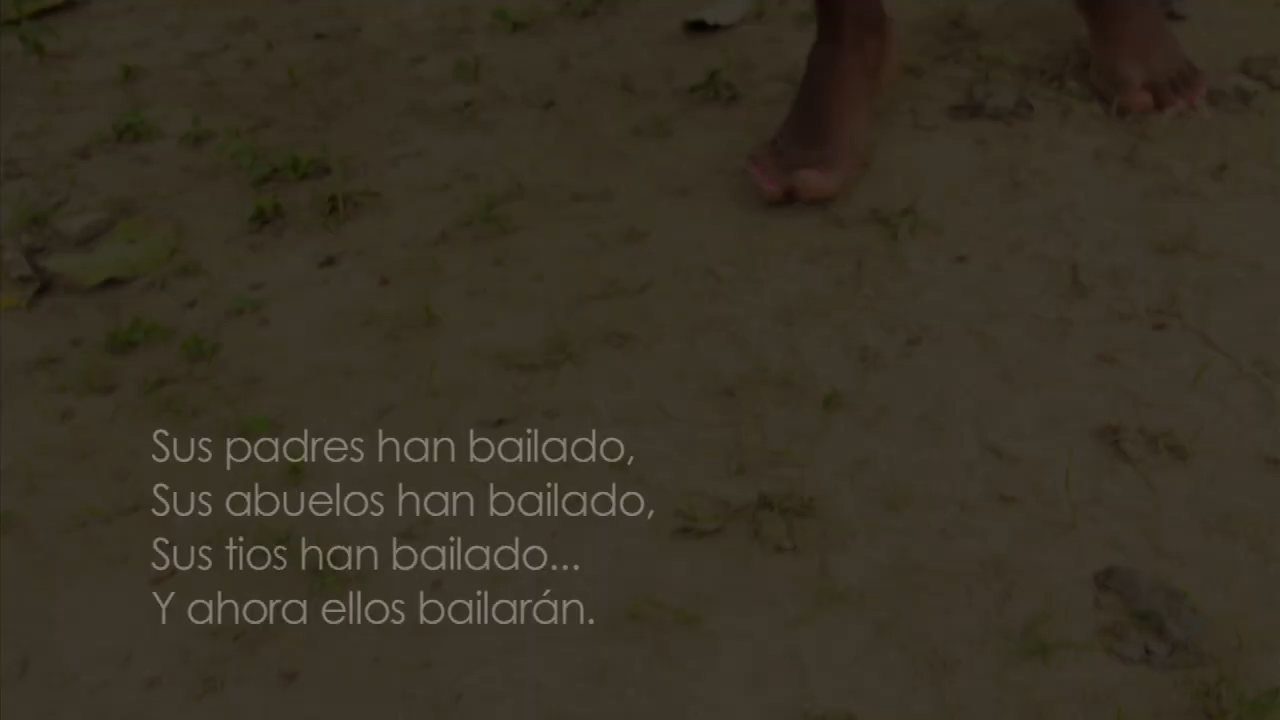 Sus padres han bailado,
Sus abuelos han bailado,
Sus tios han bailado...
Y ahora ellos bailarán.